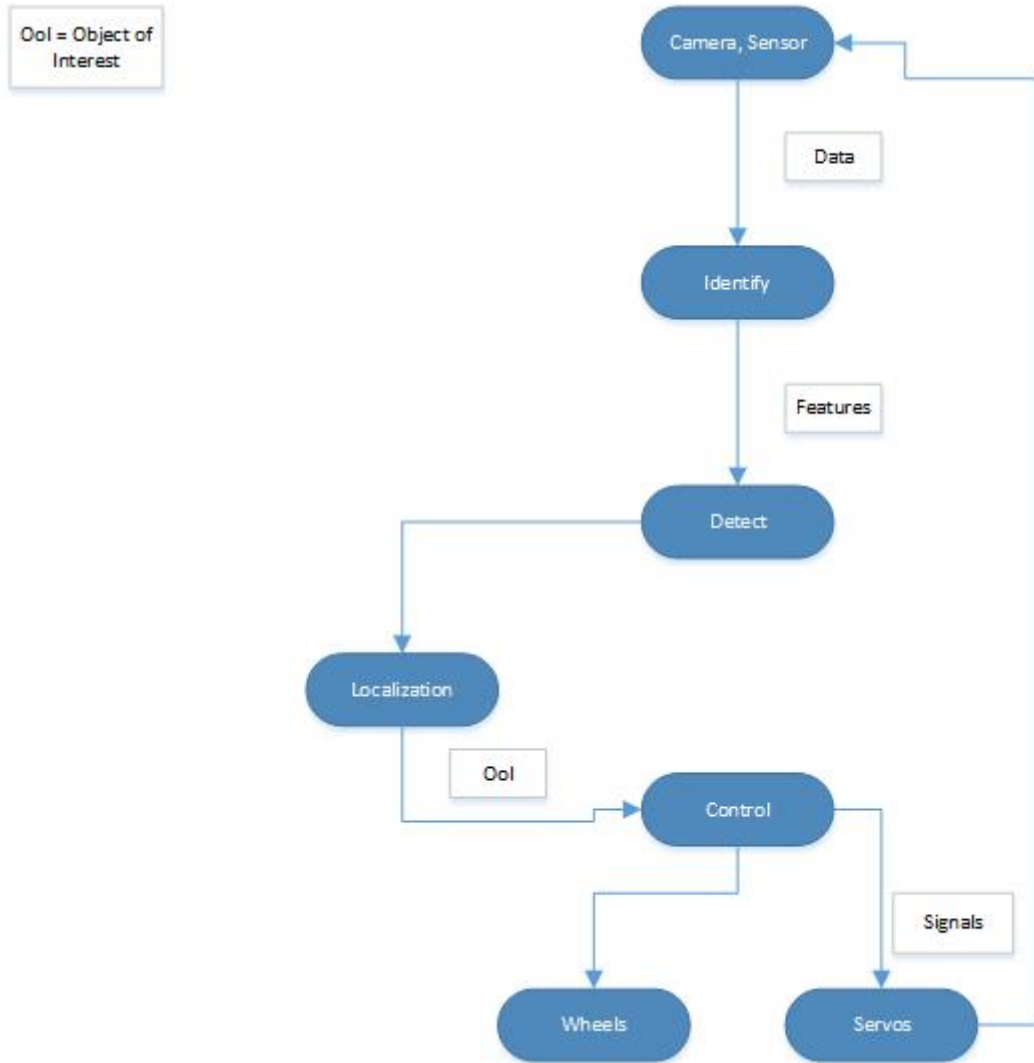 OoI = Object of
Interest
Camera, Sensor
Data
Identify
Features
Detect
Localization
OoI
Control
Signals
Wheels
Servos